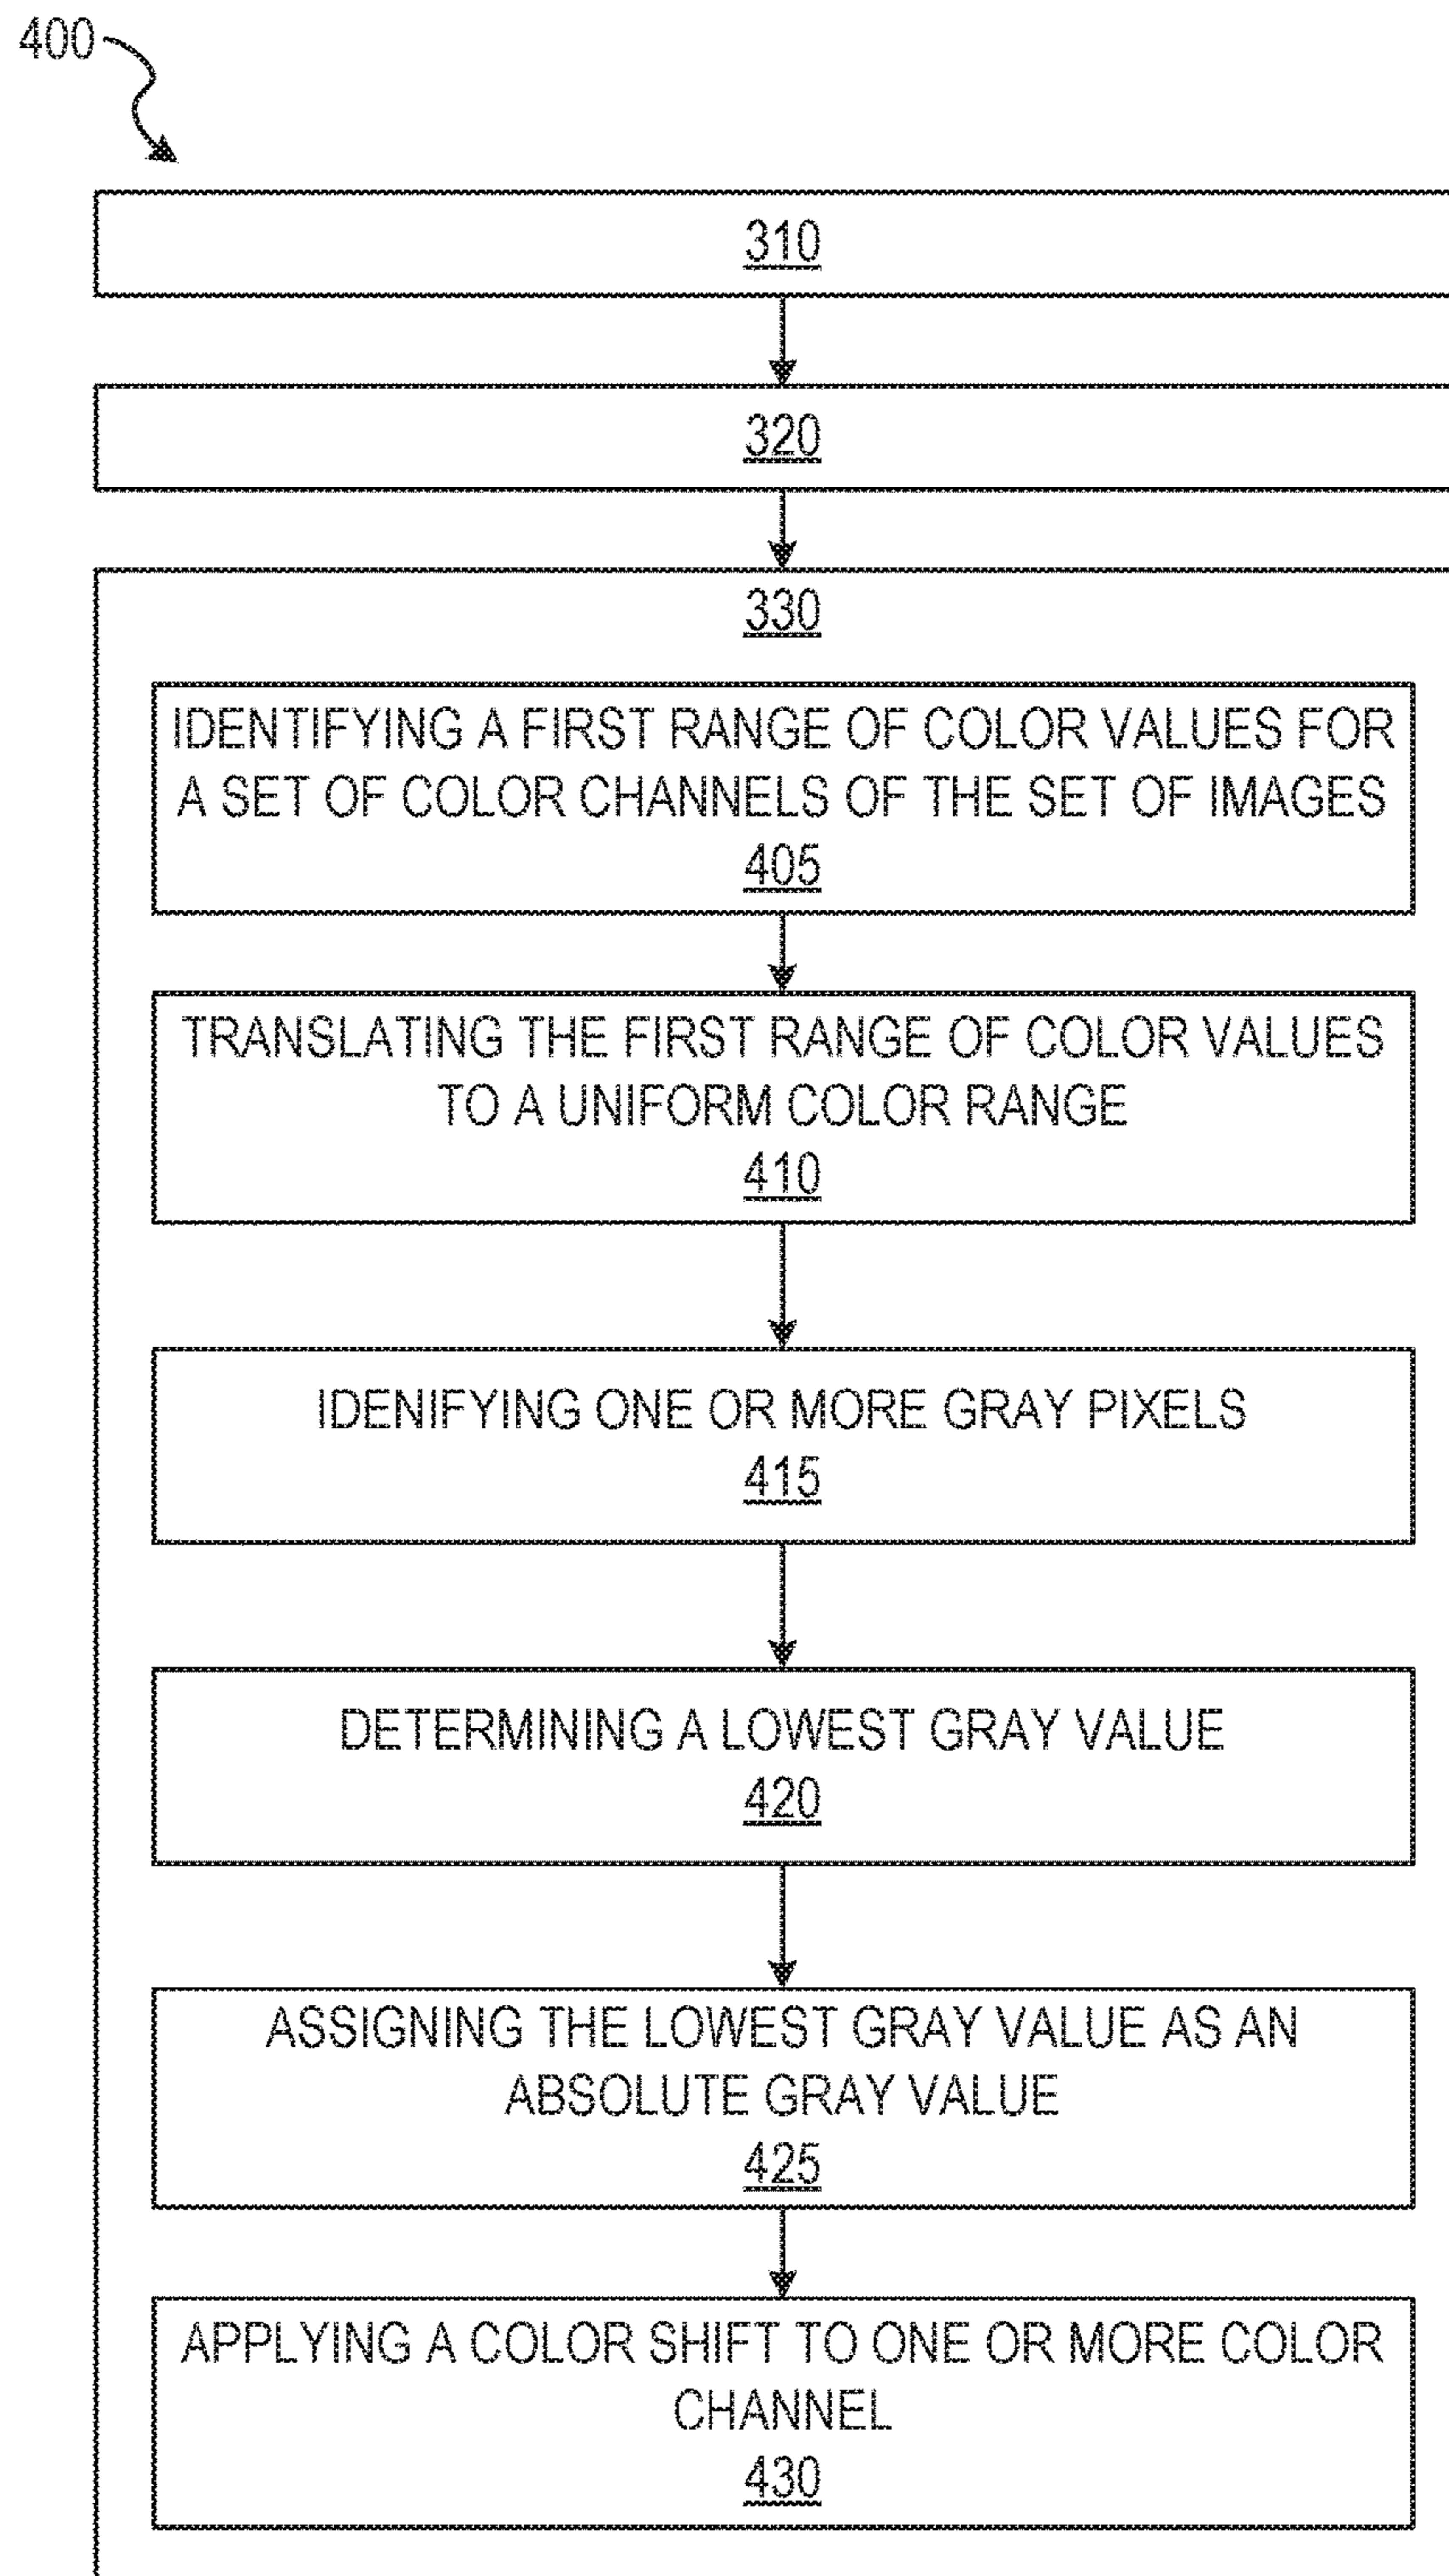 400
310
320
330
IDENTIFYING A FIRST RANGE OF COLOR VALUES FOR
A SET OF COLOR CHANNELS OF THE SET OF IMAGES
405
TRANSLATING THE FIRST RANGE OF COLOR VALUES
TO A UNIFORM COLOR RANGE
410
IDENIFYING ONE OR MORE GRAY PIXELS
415
DETERMINING A LOWEST GRAY VALUE
420
ASSIGNING THE LOWEST GRAY VALUE AS AN
ABSOLUTE GRAY VALUE
425
APPLYING A COLOR SHIFT TO ONE OR MORE COLOR
CHANNEL
430